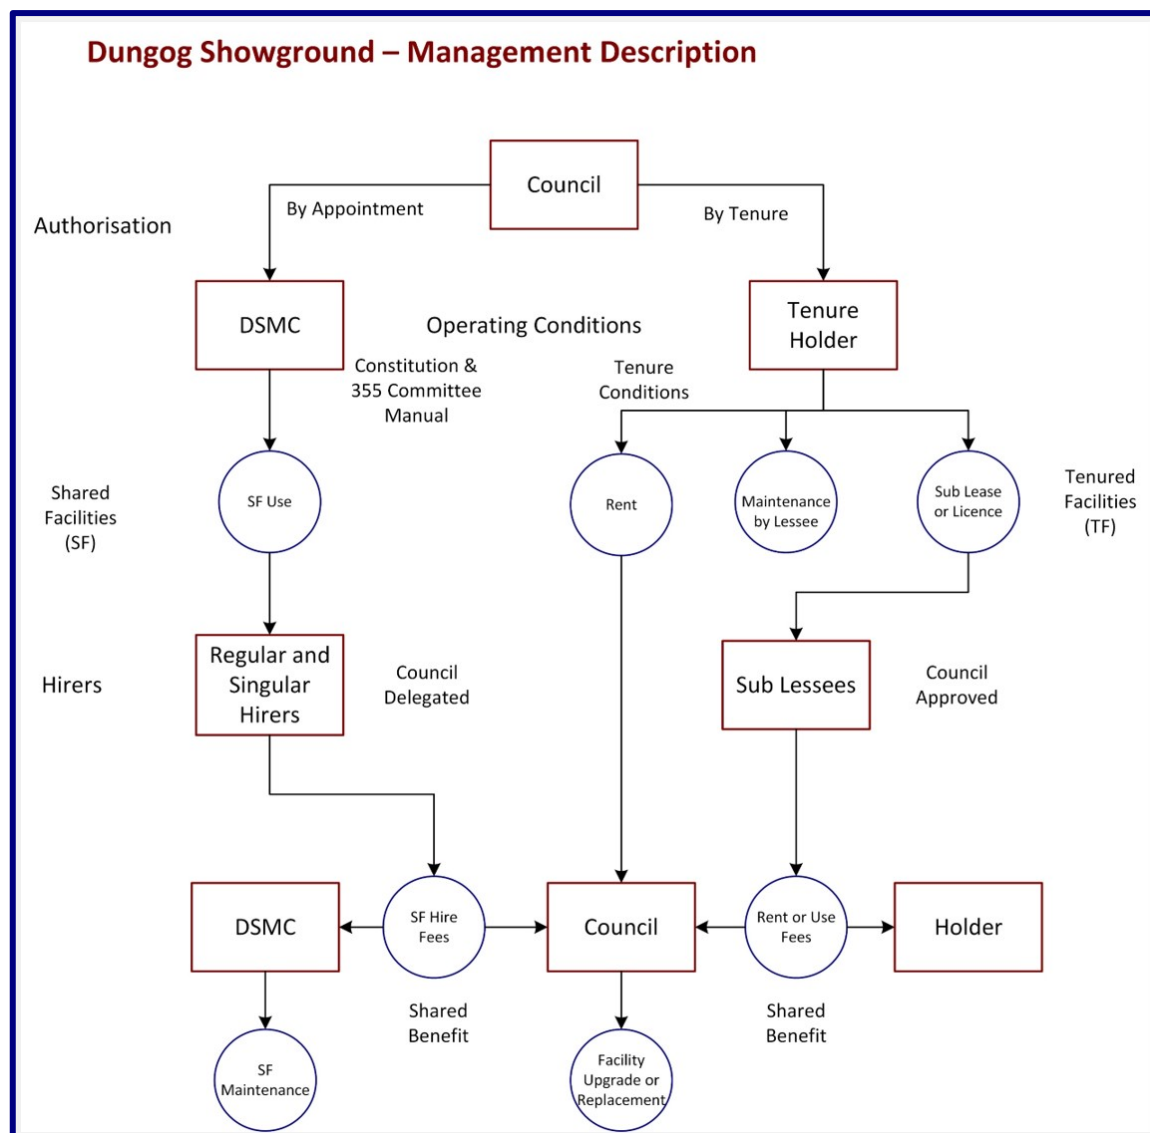 Dungog Showground – Management Description
Council
By Appointment
By Tenure
Authorisation
DSMC
Operating Conditions
Tenure
Holder
Constitution &
355 Committee
Manual
Tenure
Conditions
Shared
Facilities
(SF)
SF Use
Rent
Maintenance
by Lessee
Sub Lease
or Licence
Tenured
Facilities
(TF)
Hirers
Regular and
Singular
Hirers
Council
Delegated
Sub Lessees
Council
Approved
DSMC
SF Hire
Fees
Council
Rent or Use
Fees
Holder
Shared
Benefit
Shared
Benefit
SF
Maintenance
Facility
Upgrade or
Replacement